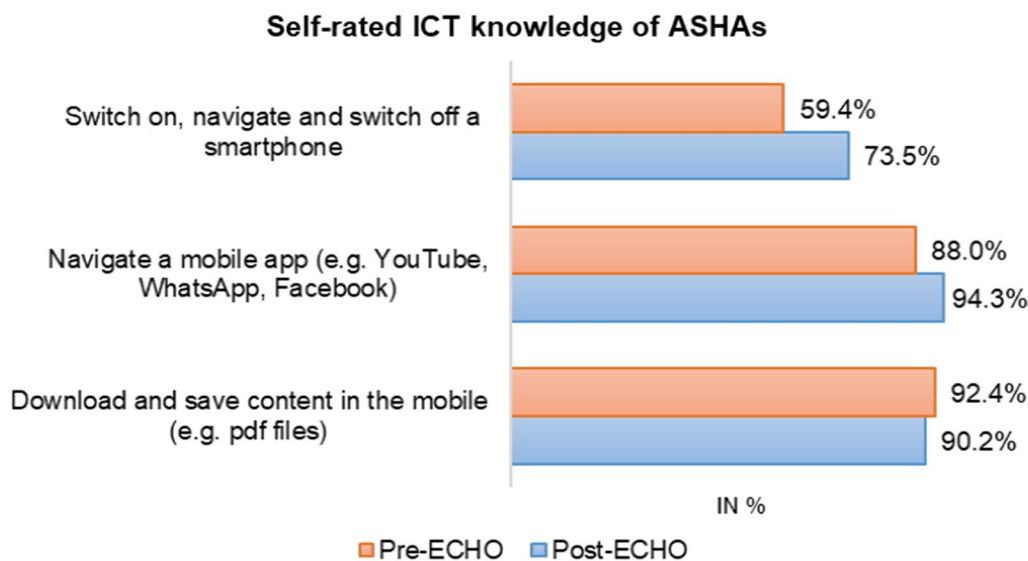 Self-rated ICT knowledge of ASHAs
Switch on, navigate and switch off a
smartphone
59.4%
73.5%
Navigate a mobile app (e.g. YouTube,
WhatsApp, Facebook)
88.0%
94.3%
Download and save content in the mobile
(e.g. pdf files)
92.4%
90.2%
IN %
Pre-ECHO Post-ECHO